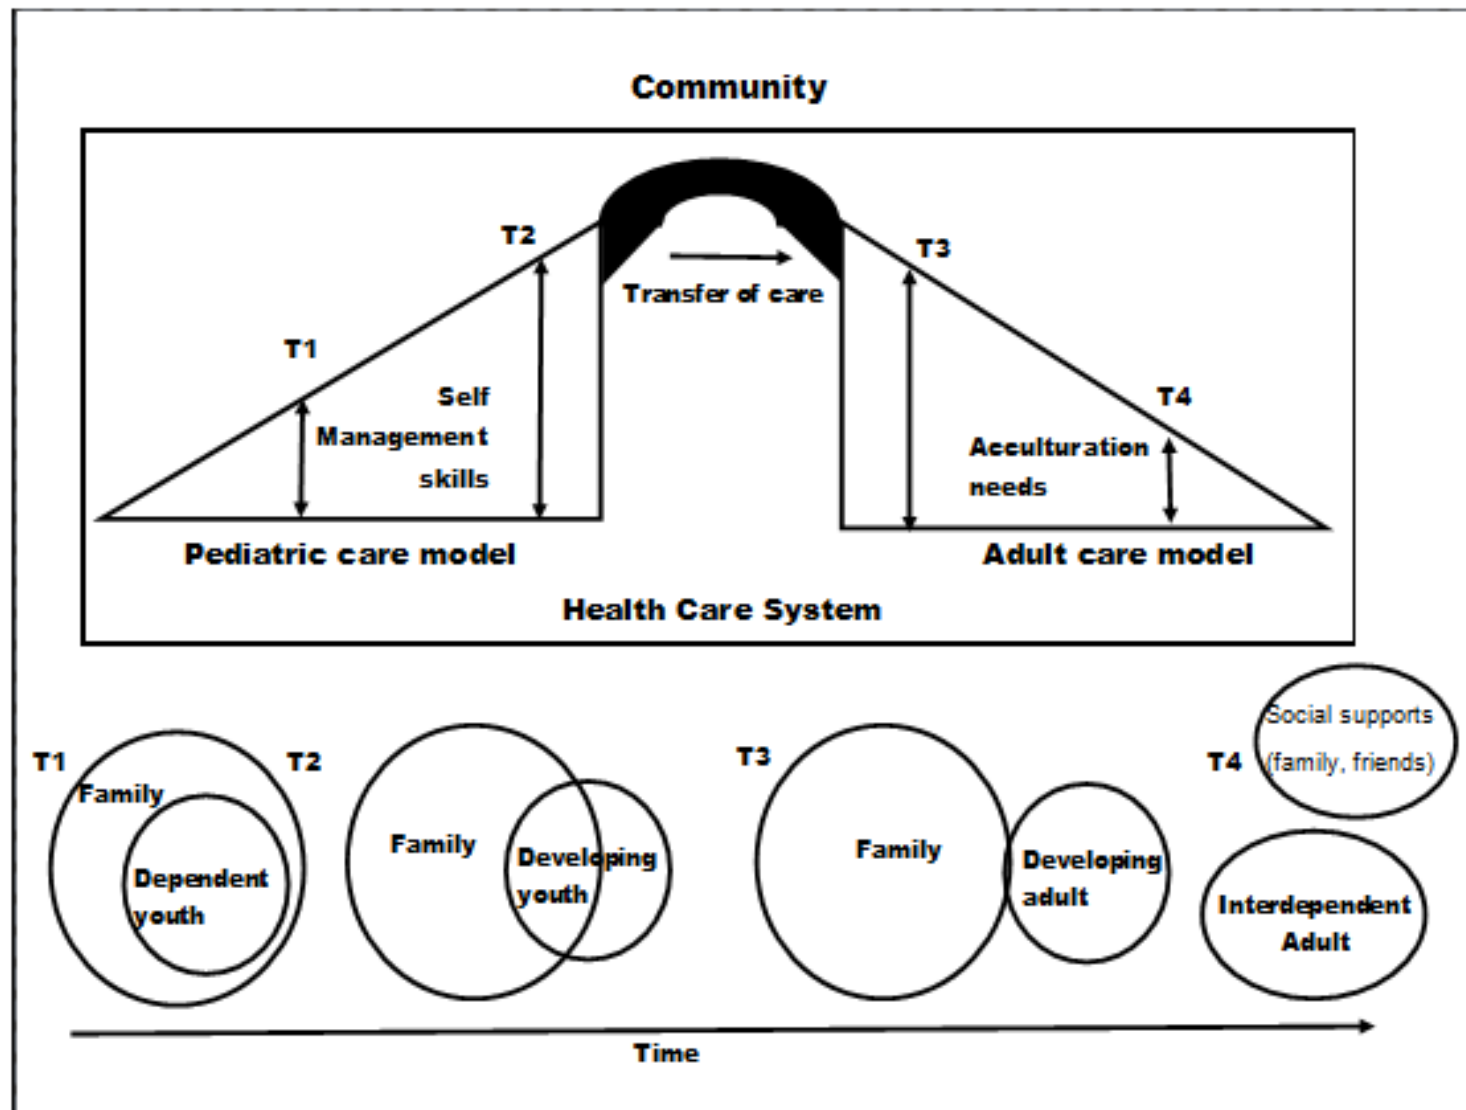 Community
T2
T3
Transfer of care
T1
Self
Management
skills
T4
Acculturation
needs
Pediatric care model
Adult care model
Health Care System
T1
Family
Dependent
youth
T2
Family
Developing
youth
T3
Family
Developing
adult
T4
Social supports
(family, friends)
Interdependent
Adult
Time